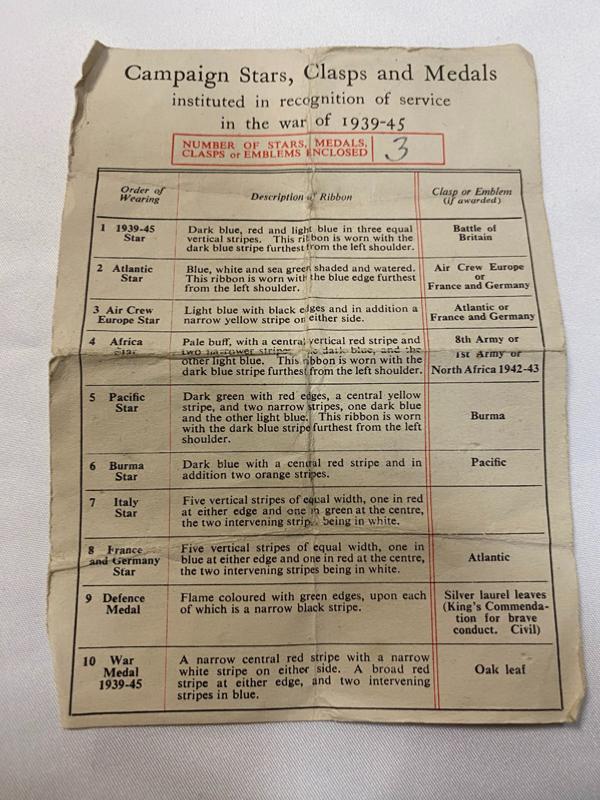 Campaign Stars, Clasps and Medals
instituted in recognition of service
in the war of 1939-45
NUMBER OF STARS, MEDALS,
CLASPS or EMBLEMS ENCLOSED
3
Order of
Wearing
Description of Ribbon
Clasp or Emblem
(if awarded)
1 1939-45
Star
Dark blue, red and light blue in three equal
vertical stripes. This ribbon is worn with the
dark blue stripe furthest from the left shoulder.
Battle of
Britain
2 Atlantic
Star
Blue, white and sea green shaded and watered.
This ribbon is worn with the blue edge furthest
from the left shoulder.
Air Crew Europe
or
France and Germany
3 Air Crew
Europe Star
Light blue with black edges and in addition a
narrow yellow stripe on either side.
Atlantic or
France and Germany
4 Africa
Star
Pale buff, with a central vertical red stripe and
two narrower stripes, dark blue, and the
other light blue. This ribbon is worn with the
dark blue stripe furthest from the left shoulder.
8th Army or
1st Army or
North Africa 1942-43
5 Pacific
Star
Dark green with red edges, a central yellow
stripe, and two narrow stripes, one dark blue
and the other light blue. This ribbon is worn
with the dark blue stripe furthest from the left
shoulder.
Burma
6 Burma
Star
Dark blue with a central red stripe and in
addition two orange stripes.
Pacific
7 Italy
Star
Five vertical stripes of equal width, one in red
at either edge and one in green at the centre,
the two intervening stripes being in white.
8 France
and Germany
Star
Five vertical stripes of equal width, one in
blue at either edge and one in red at the centre,
the two intervening stripes being in white.
Atlantic
9 Defence
Medal
Flame coloured with green edges, upon each
of which is a narrow black stripe.
Silver laurel leaves
(King's Commenda-
tion for brave
conduct. Civil)
10 War
Medal
1939-45
A narrow central red stripe with a narrow
white stripe on either side. A broad red
stripe at either edge, and two intervening
stripes in blue.
Oak leaf